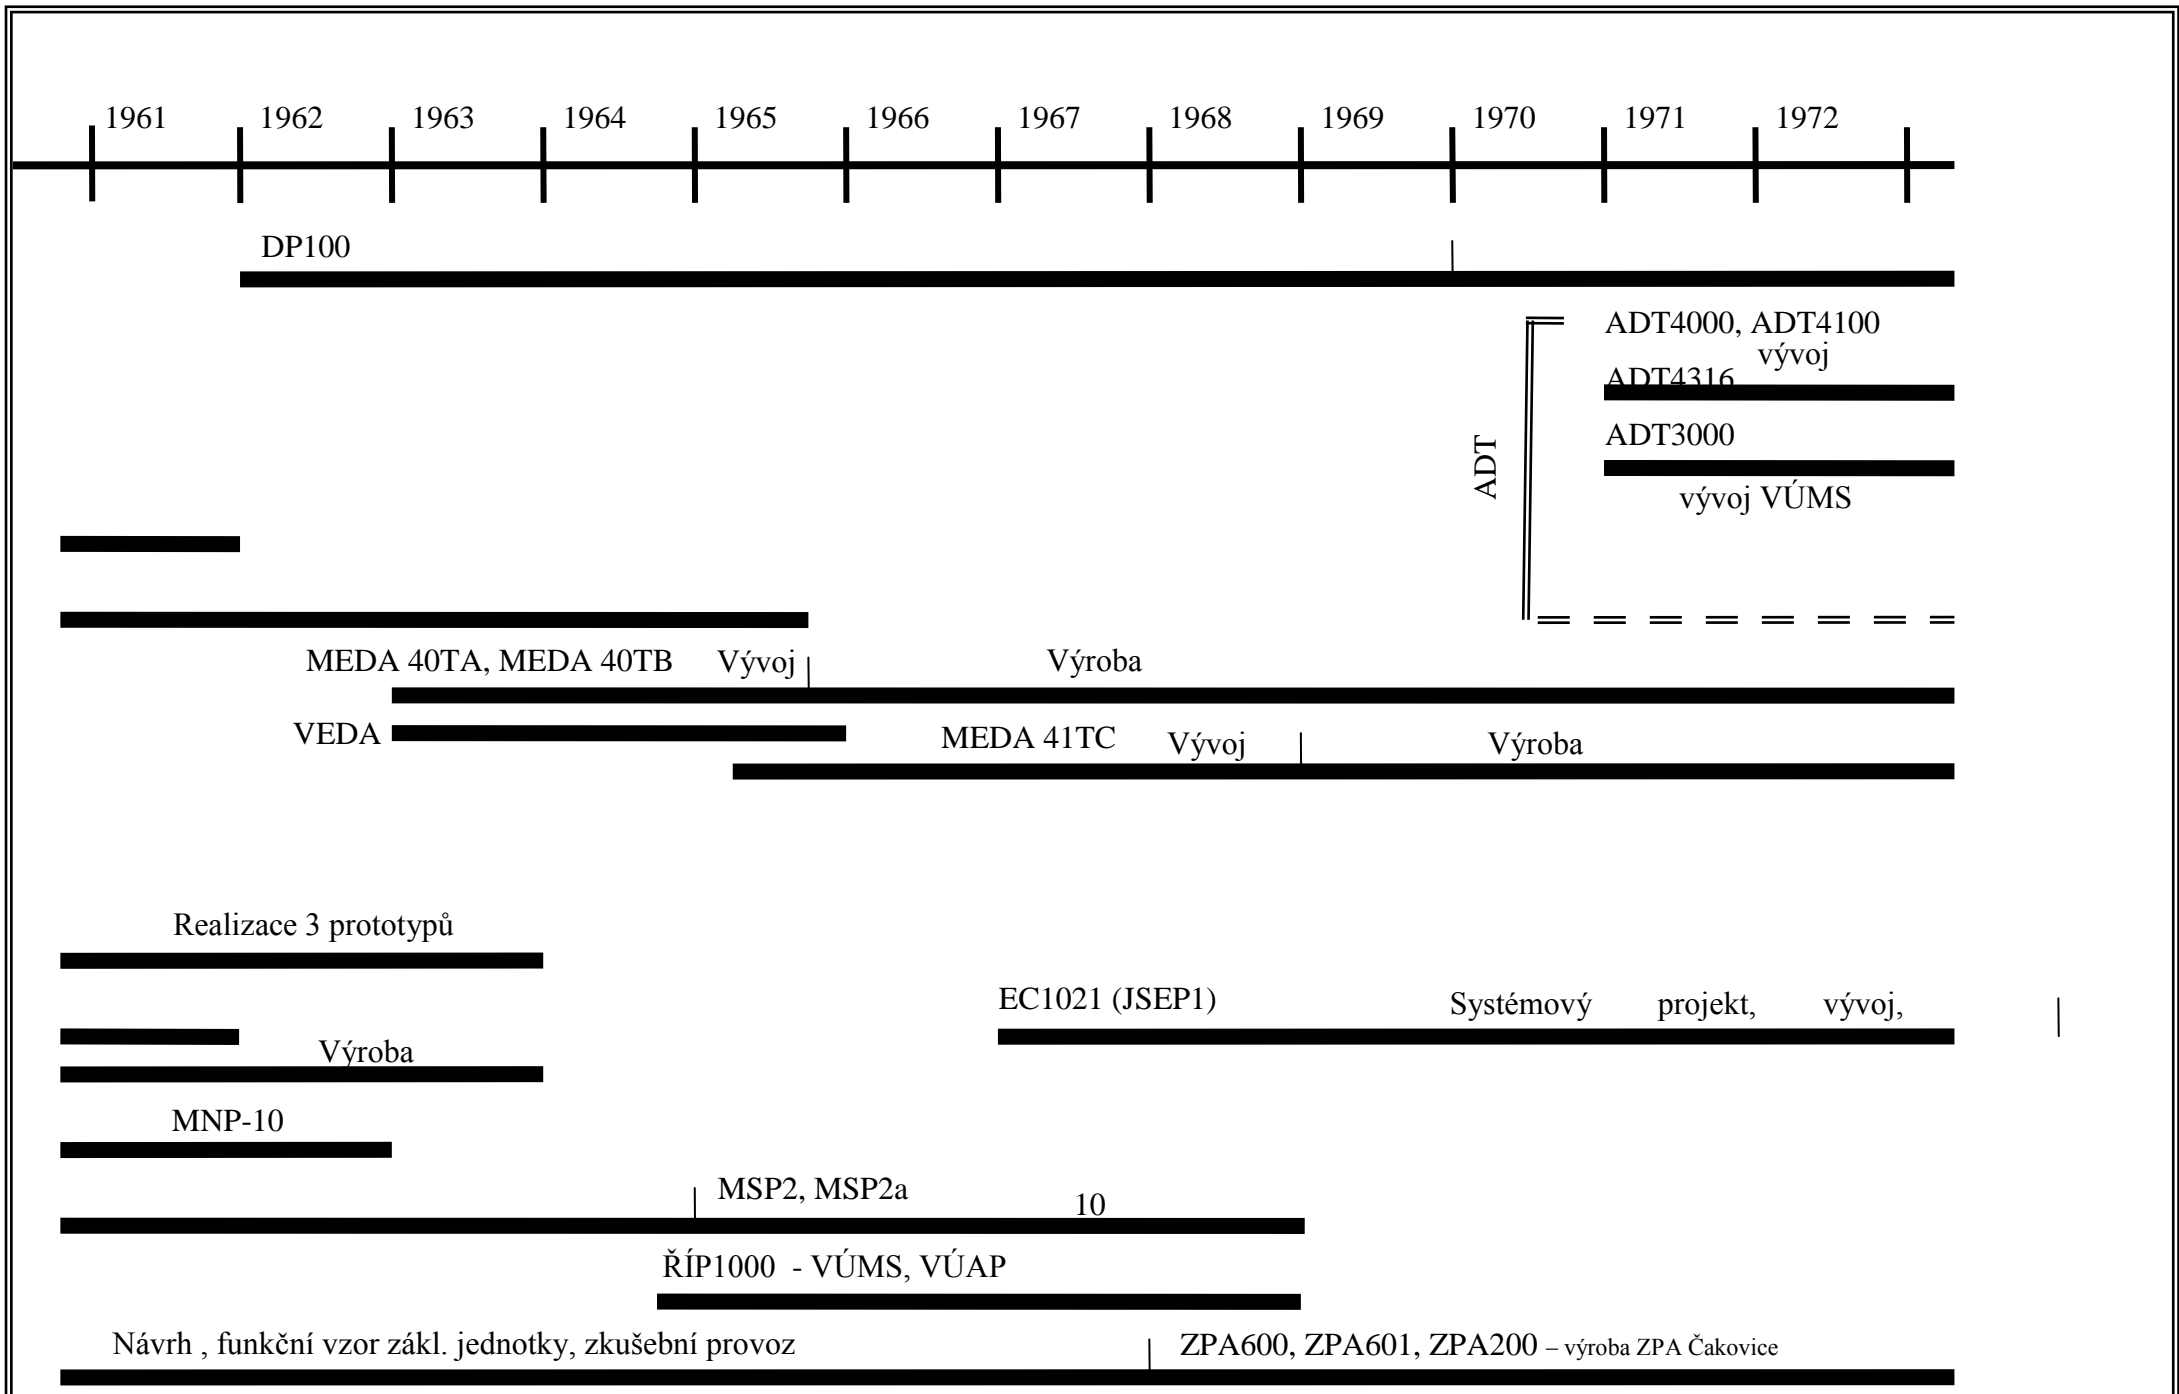 1961 1962 1963 1964 1965 1966 1967 1968 1969 1970 1971 1972
DP100
ADT4000, ADT4100
vývoj
ADT4316
ADT
ADT3000
vývoj VÚMS
MEDA 40TA, MEDA 40TB Vývoj Výroba
VEDA
MEDA 41TC Vývoj Výroba
Realizace 3 prototypů
EC1021 (JSEP1) Systémový projekt, vývoj,
Výroba
MNP-10
MSP2, MSP2a 10
ŘÍP1000 - VÚMS, VÚAP
Návrh , funkční vzor zákl. jednotky, zkušební provoz ZPA600, ZPA601, ZPA200 – výroba ZPA Čakovice